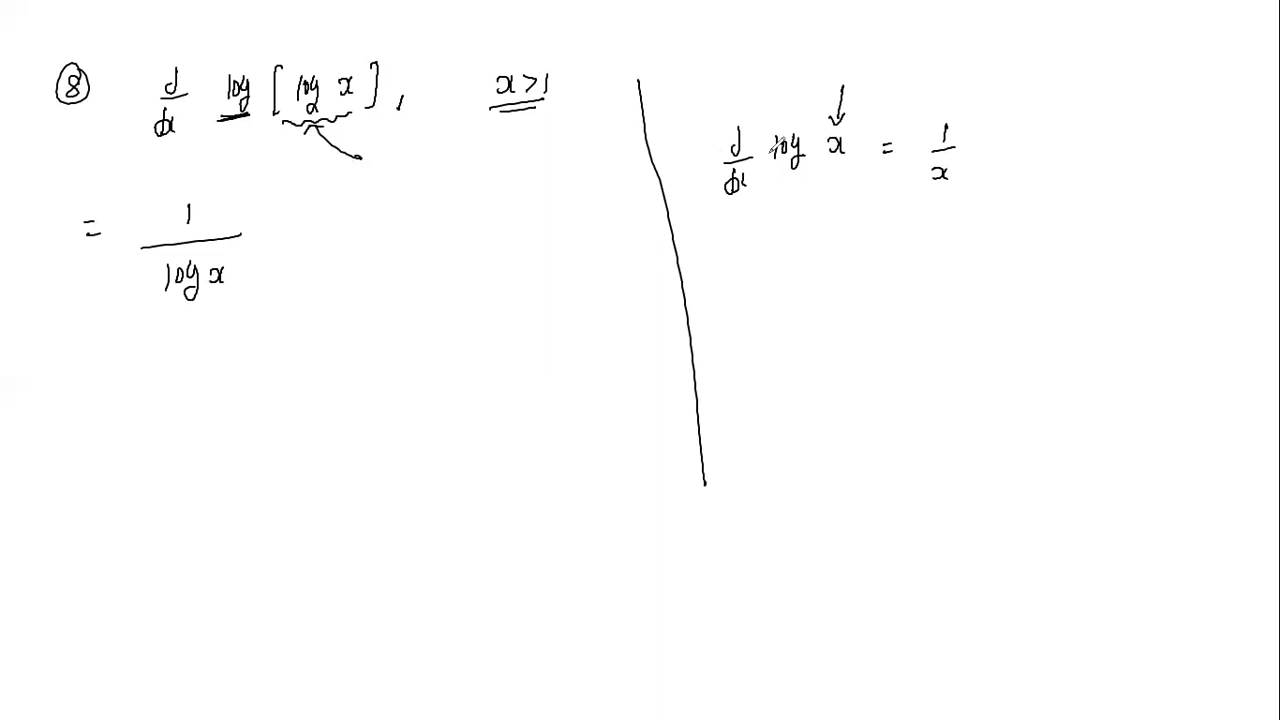 ⑧ d/dx log [log x], x>1
= 1/log x
d/dx log x = 1/x